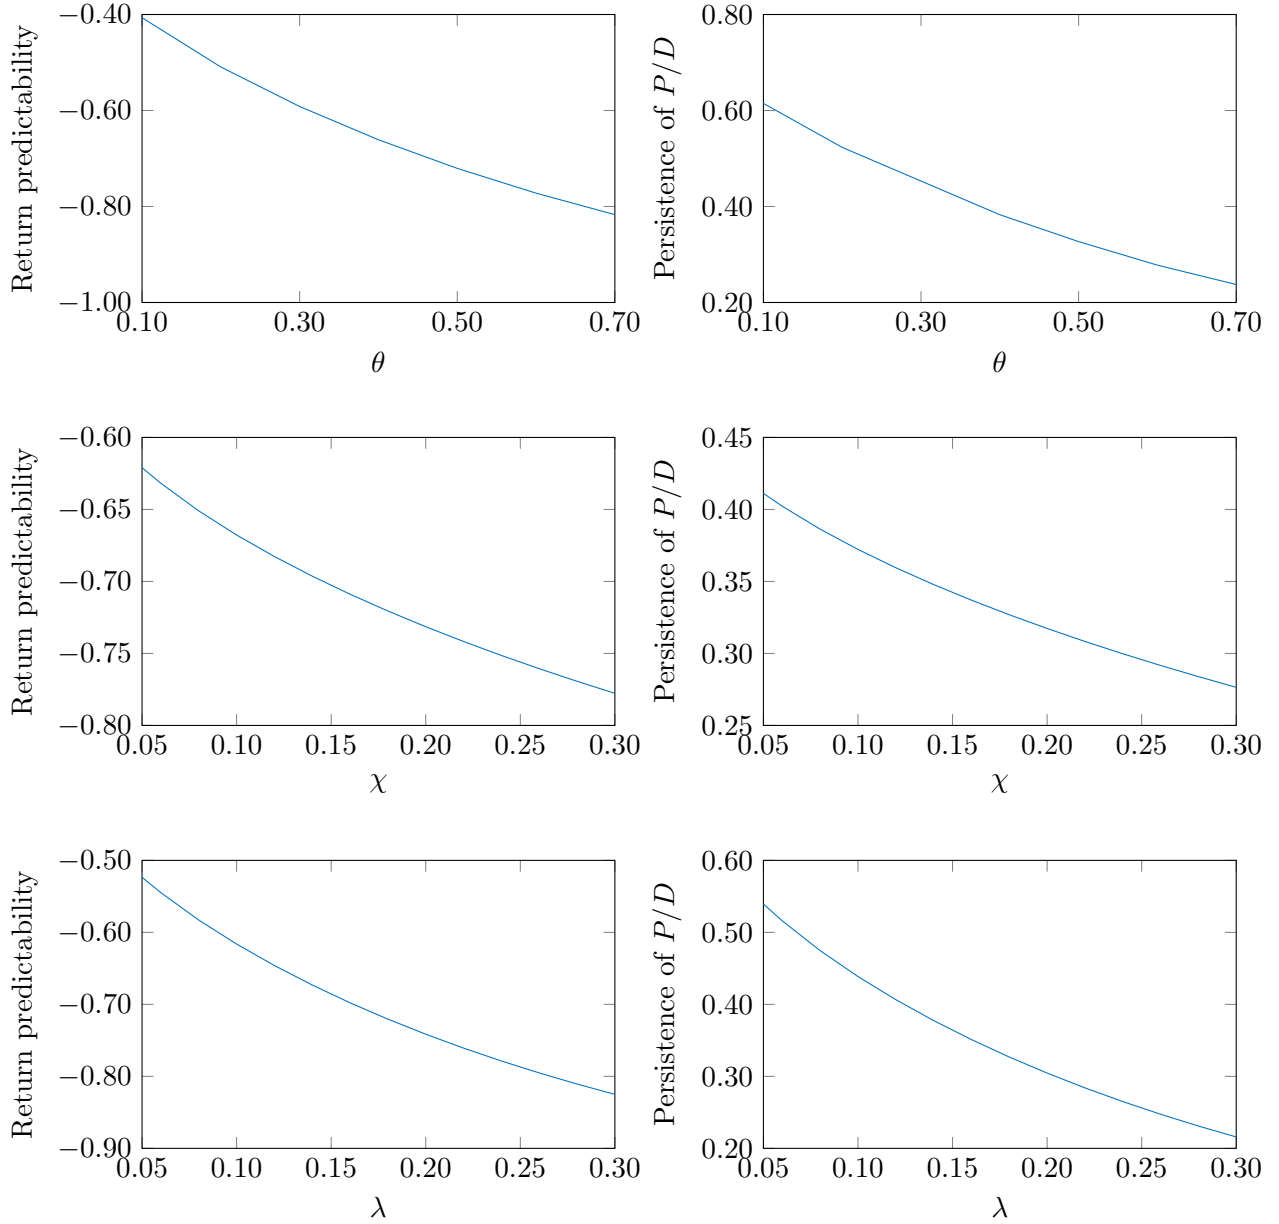 Return predictability
−0.40
−0.60
−0.80
−1.00
0.10 0.30 0.50 0.70
θ
Persistence of P/D
0.80
0.60
0.40
0.20
0.10 0.30 0.50 0.70
θ
Return predictability
−0.60
−0.65
−0.70
−0.75
−0.80
0.05 0.10 0.15 0.20 0.25 0.30
χ
Persistence of P/D
0.45
0.40
0.35
0.30
0.25
0.05 0.10 0.15 0.20 0.25 0.30
χ
Return predictability
−0.50
−0.60
−0.70
−0.80
−0.90
0.05 0.10 0.15 0.20 0.25 0.30
λ
Persistence of P/D
0.60
0.50
0.40
0.30
0.20
0.05 0.10 0.15 0.20 0.25 0.30
λ